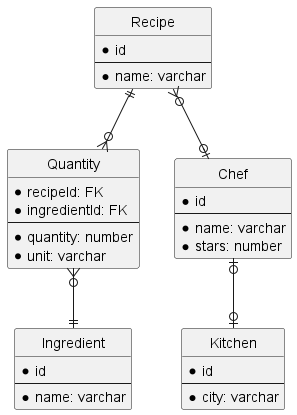 Recipe
id
name: varchar
Quantity
recipeId: FK
ingredientId: FK
quantity: number
unit: varchar
Chef
id
name: varchar
stars: number
Ingredient
id
name: varchar
Kitchen
id
city: varchar